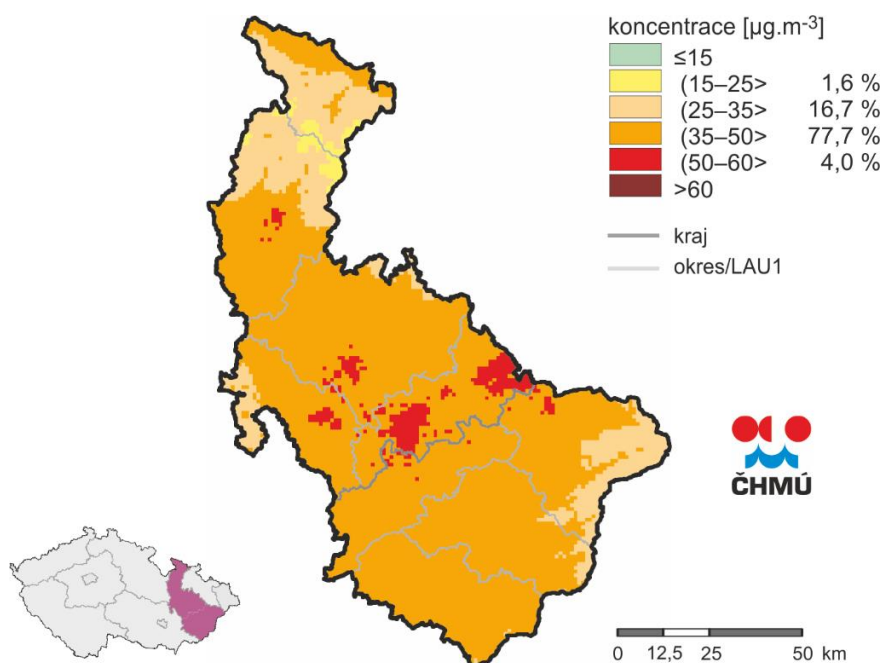 koncentrace [µg.m-3]
≤15
(15–25> 1,6 %
(25–35> 16,7 %
(35–50> 77,7 %
(50–60> 4,0 %
>60
kraj
okres/LAU1
ČHMÚ
0 12,5 25 50 km